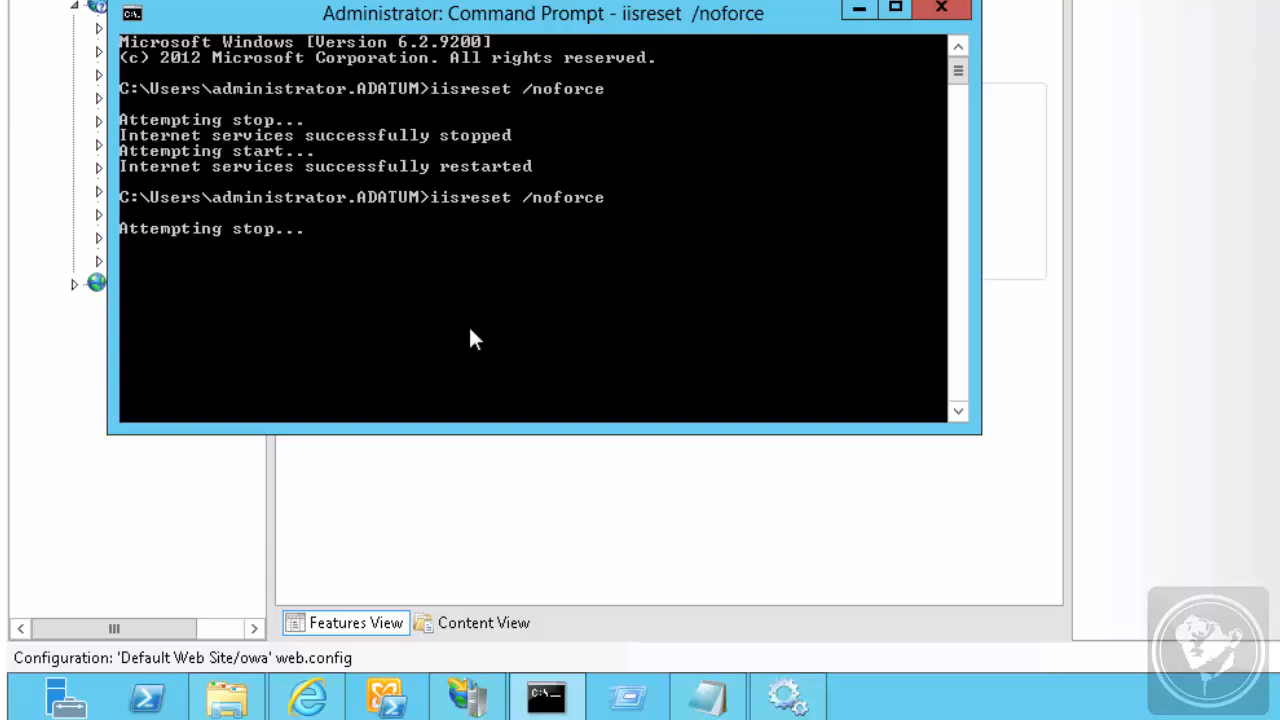 Administrator: Command Prompt - iisreset /noforce
Microsoft Windows [Version 6.2.9200]
(c) 2012 Microsoft Corporation. All rights reserved.
C:\Users\administrator.ADATUM>iisreset /noforce
Attempting stop...
Internet services successfully stopped
Attempting start...
Internet services successfully restarted
C:\Users\administrator.ADATUM>iisreset /noforce
Attempting stop...
Features View
Content View
Configuration: 'Default Web Site/owa' web.config